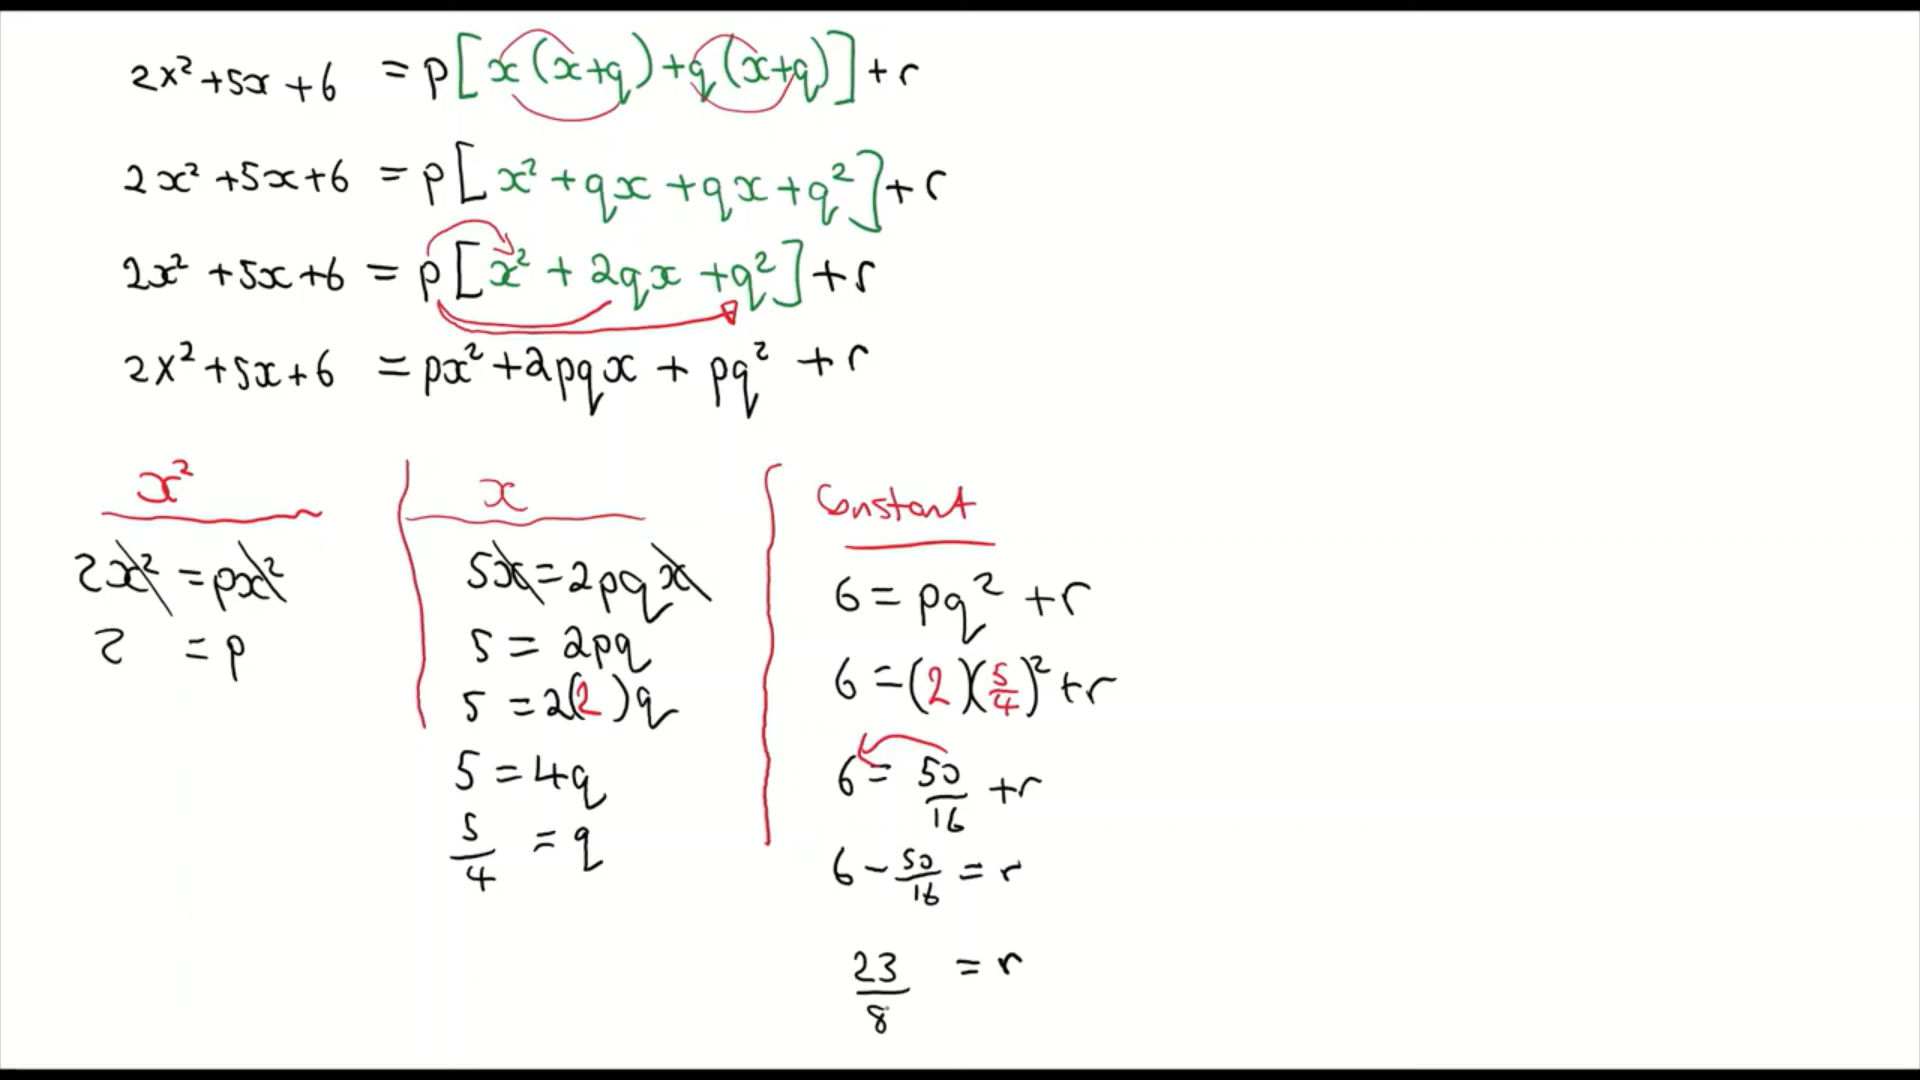 2x² + 5x + 6 = p[x(x+q) + q(x+q)] + r
2x² + 5x + 6 = p[x² + qx + qx + q²] + r
2x² + 5x + 6 = p[x² + 2qx + q²] + r
2x² + 5x + 6 = px² + 2pqx + pq² + r
x²
2x² = px²
2 = p
x
5x = 2pqx
5 = 2pq
5 = 2(2)q
5 = 4q
5/4 = q
Constant
6 = pq² + r
6 = (2)(5/4)² + r
6 = 50/16 + r
6 - 50/16 = r
23/8 = r